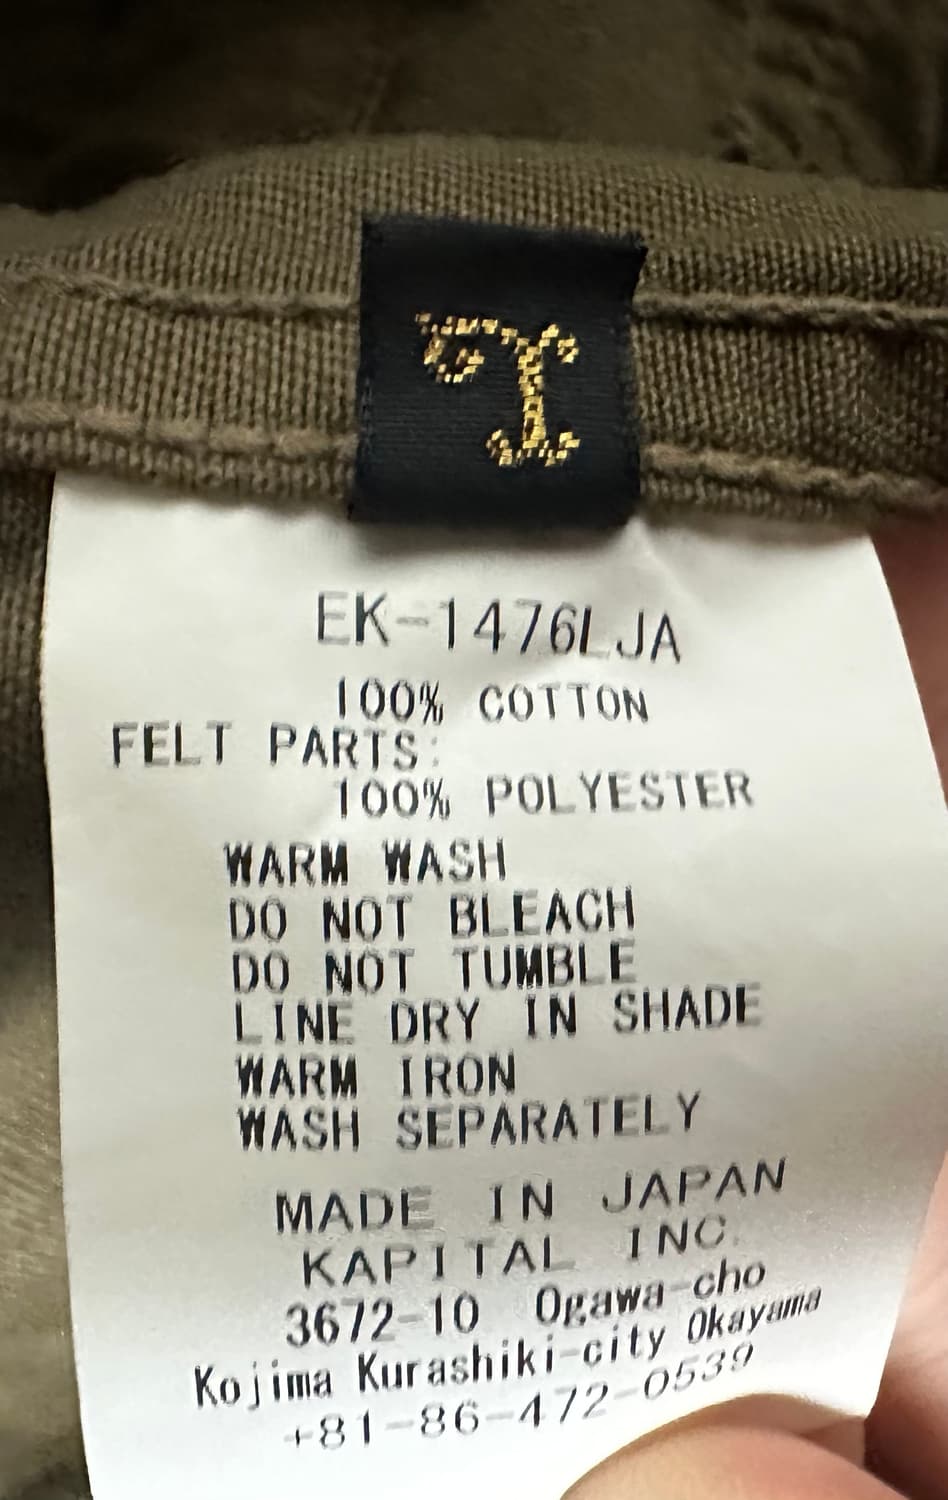 T
EK-1476LJA
100% COTTON
FELT PARTS:
100% POLYESTER
WARM WASH
DO NOT BLEACH
DO NOT TUMBLE
LINE DRY IN SHADE
WARM IRON
WASH SEPARATELY
MADE IN JAPAN
KAPITAL INC.
3672-10 Ogawa-cho
Kojima Kurashiki-city Okayama
+81-86-472-0539